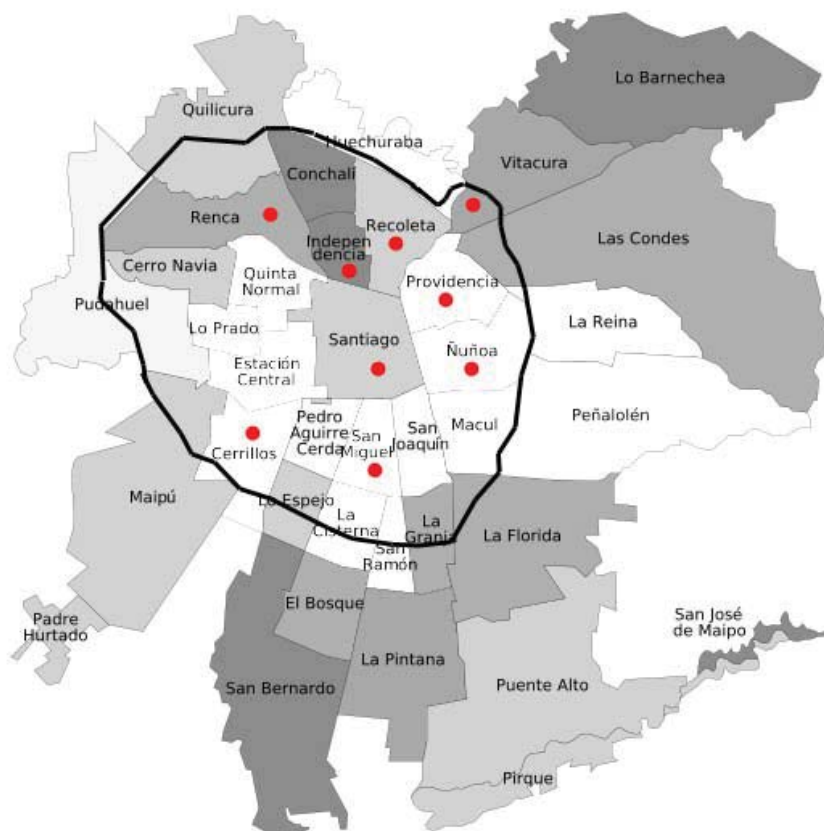 Lo Barnechea
Quilicura
Huechuraba
Vitacura
Conchalí
Renca
Recoleta
Las Condes
Indepen
dencia
Cerro Navia
Quinta
Normal
Providencia
Pudahuel
La Reina
Lo Prado
Santiago
Ñuñoa
Estación
Central
Peñalolén
Pedro
Aguirre
Cerda
San
Miguel
San
Joaquín
Macul
Cerrillos
Maipú
Lo Espejo
La
Cisterna
La
Granja
La Florida
San
Ramón
El Bosque
Padre
Hurtado
San José
de Maipo
La Pintana
San Bernardo
Puente Alto
Pirque